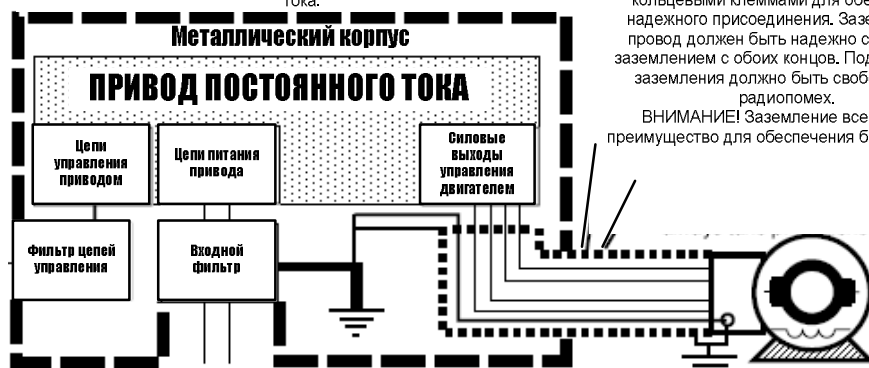 тока.
Металлический корпус
ПРИВОД ПОСТОЯННОГО ТОКА
Цепи
управления
приводом
Цепи питания
привода
Силовые
выходы
управления
двигателем
Фильтр цепей
управления
Входной
фильтр
кольцевыми клеммами для обе
надежного присоединения. Зазе
провод должен быть надежно с
заземлением с обоих концов. Под
заземления должно быть свобо
радиопомех.
ВНИМАНИЕ! Заземление все
преимущество для обеспечения б